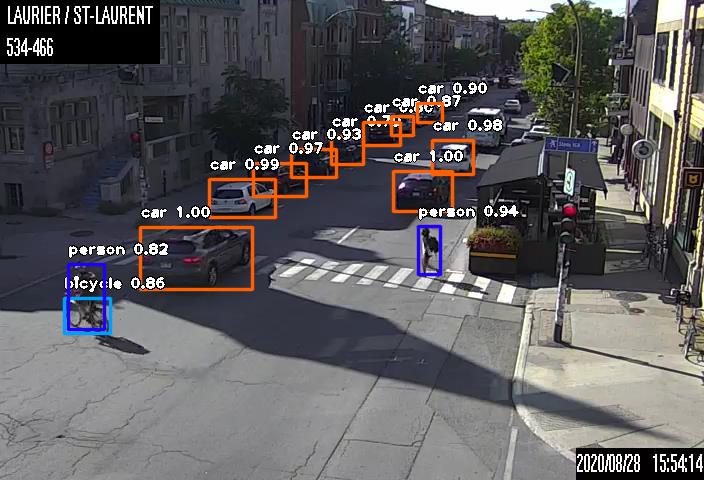 LAURIER / ST-LAURENT
534-466
car 0.90
car 0.87
car 0.93
car 0.98
car 0.97
car 1.00
car 0.99
car 1.00
person 0.94
person 0.82
bicycle 0.86
2020/08/28 15:54:14